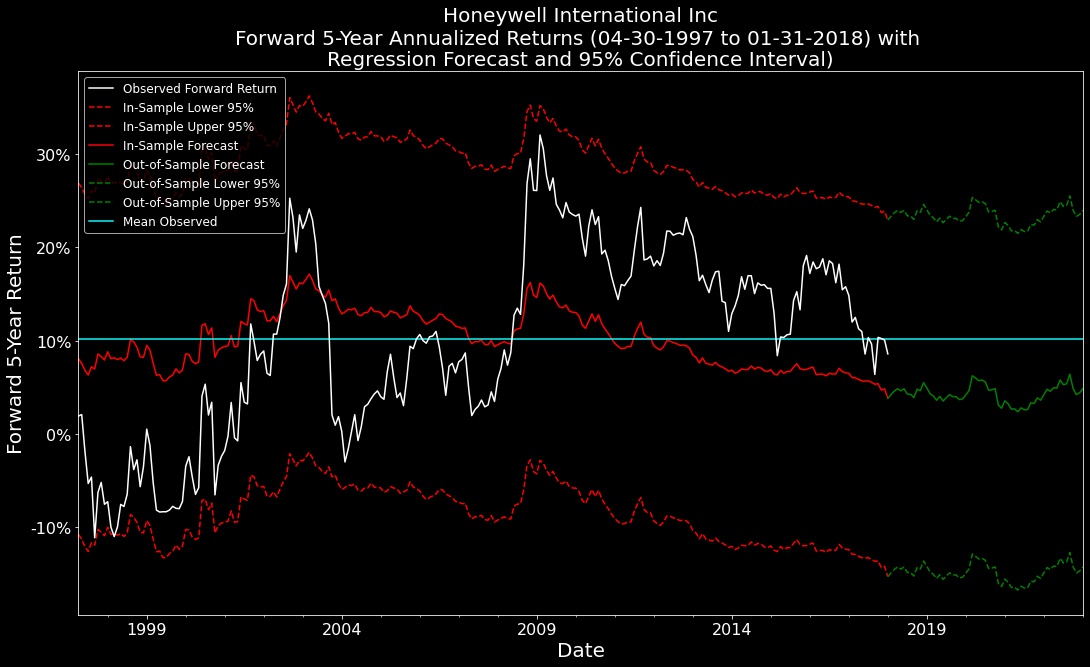 Honeywell International Inc
Forward 5-Year Annualized Returns (04-30-1997 to 01-31-2018) with
Regression Forecast and 95% Confidence Interval)
Observed Forward Return
In-Sample Lower 95%
In-Sample Upper 95%
In-Sample Forecast
Out-of-Sample Forecast
Out-of-Sample Lower 95%
Out-of-Sample Upper 95%
Mean Observed
Forward 5-Year Return
30%
20%
10%
0%
-10%
1999
2004
2009
2014
2019
Date